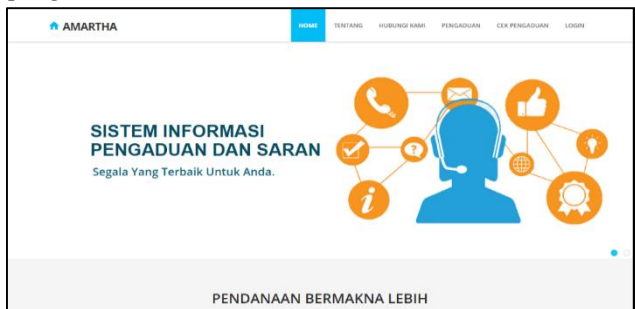 AMARTHA
HOME TENTANG HUBUNGI KAMI PENGADUAN CEK PENGADUAN LOGIN
SISTEM INFORMASI
PENGADUAN DAN SARAN
Segala Yang Terbaik Untuk Anda.
PENDANAAN BERMAKNA LEBIH